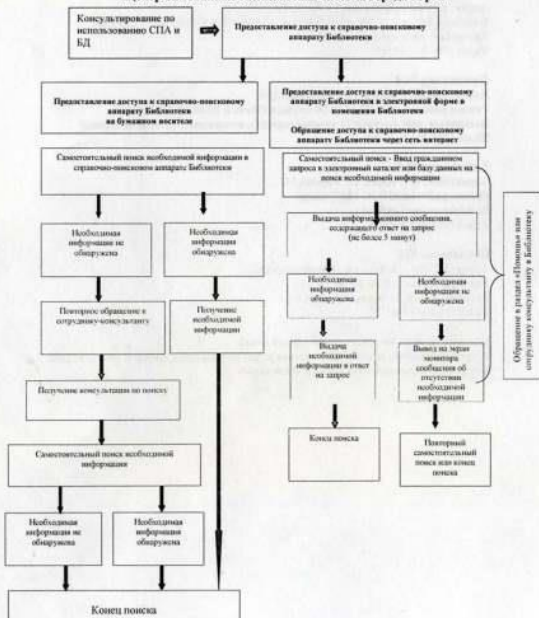 Консультирование по
использованию СПА и
БД
Предоставление доступа к справочно-поисковому
аппарату Библиотеки
Предоставление доступа к справочно-поисковому
аппарату Библиотеки
на бумажном носителе
Предоставление доступа к справочно-поисковому
аппарату Библиотеки в электронной форме в
помещении Библиотеки
Обращение доступа к справочно-поисковому
аппарату Библиотеки через сеть интернет
Самостоятельный поиск необходимой информации в
справочно-поисковом аппарате Библиотеки
Самостоятельный поиск - Ввод гражданином
запроса в электронный каталог или базу данных на
поиск необходимой информации
Выдача информационного сообщения,
содержащего ответ на запрос
(не более 5 минут)
Необходимая
информация не
обнаружена
Необходимая
информация
обнаружена
Необходимая
информация
обнаружена
Необходимая
информация не
обнаружена
Обращение в раздел «Помощь» или
сотруднику консультанту в Библиотеку
Повторное обращение к
сотруднику-консультанту
Получение
необходимой
информации
Выдача
необходимой
информации в ответ
на запрос
Вывод на экран
монитора
сообщения об
отсутствии
необходимой
информации
Получение консультации по поиску
Конец поиска
Повторный
самостоятельный
поиск или конец
поиска
Самостоятельный поиск необходимой
информации
Необходимая
информация не
обнаружена
Необходимая
информация
обнаружена
Конец поиска